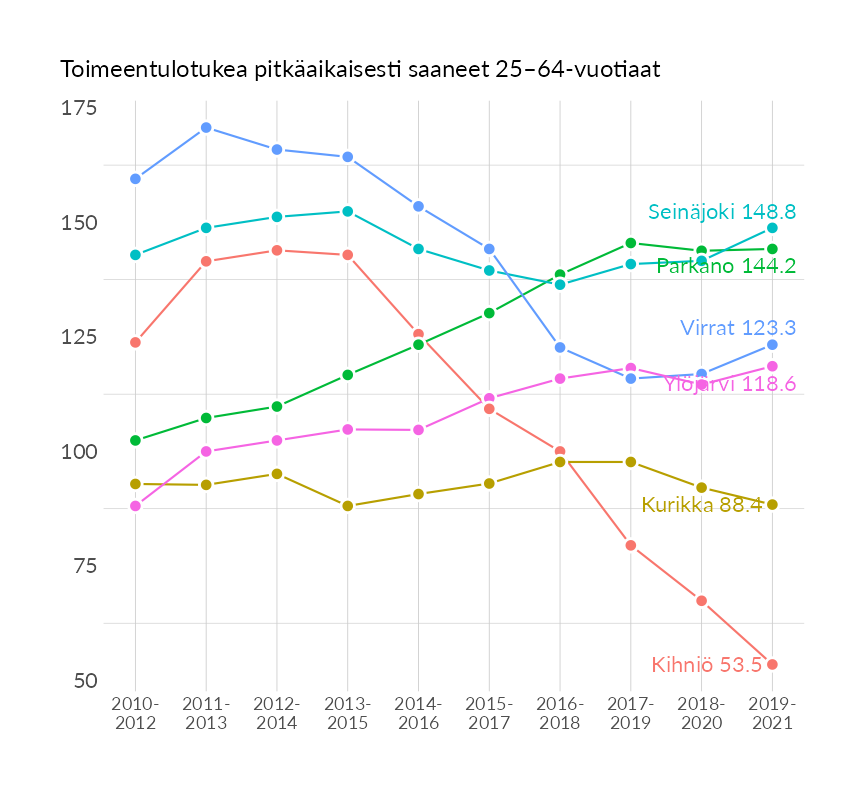 Toimeentulotukea pitkäaikaisesti saaneet 25–64-vuotiaat
175
150
125
100
75
50
Seinäjoki 148.8
Parkano 144.2
Virrat 123.3
Ylöjärvi 118.6
Kurikka 88.4
Kihniö 53.5
2010- 2011- 2012- 2013- 2014- 2015- 2016- 2017- 2018- 2019-
2012 2013 2014 2015 2016 2017 2018 2019 2020 2021